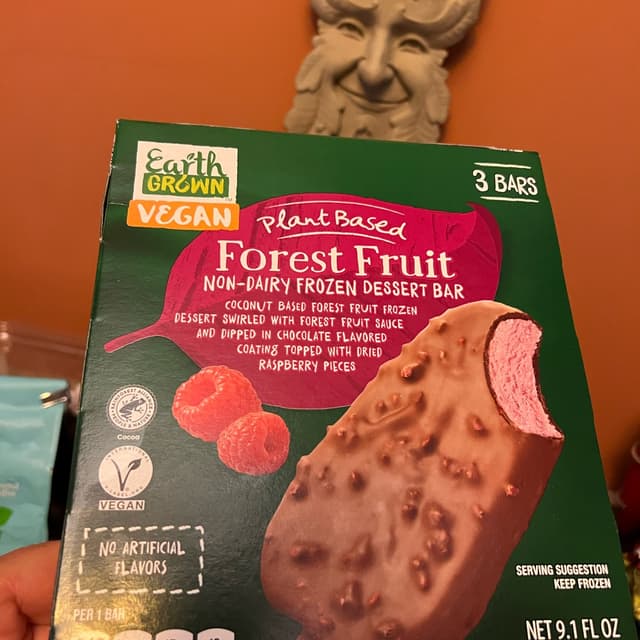 Earth
GROWN
VEGAN
3 BARS
Plant Based
Forest Fruit
NON-DAIRY FROZEN DESSERT BAR
COCONUT BASED FOREST FRUIT FROZEN
DESSERT SWIRLED WITH FOREST FRUIT SAUCE
AND DIPPED IN CHOCOLATE FLAVORED
COATING TOPPED WITH DRIED
RASPBERRY PIECES
Cocoa
VEGAN
NO ARTIFICIAL
FLAVORS
PER 1 BAR
SERVING SUGGESTION
KEEP FROZEN
NET 9.1 FL OZ